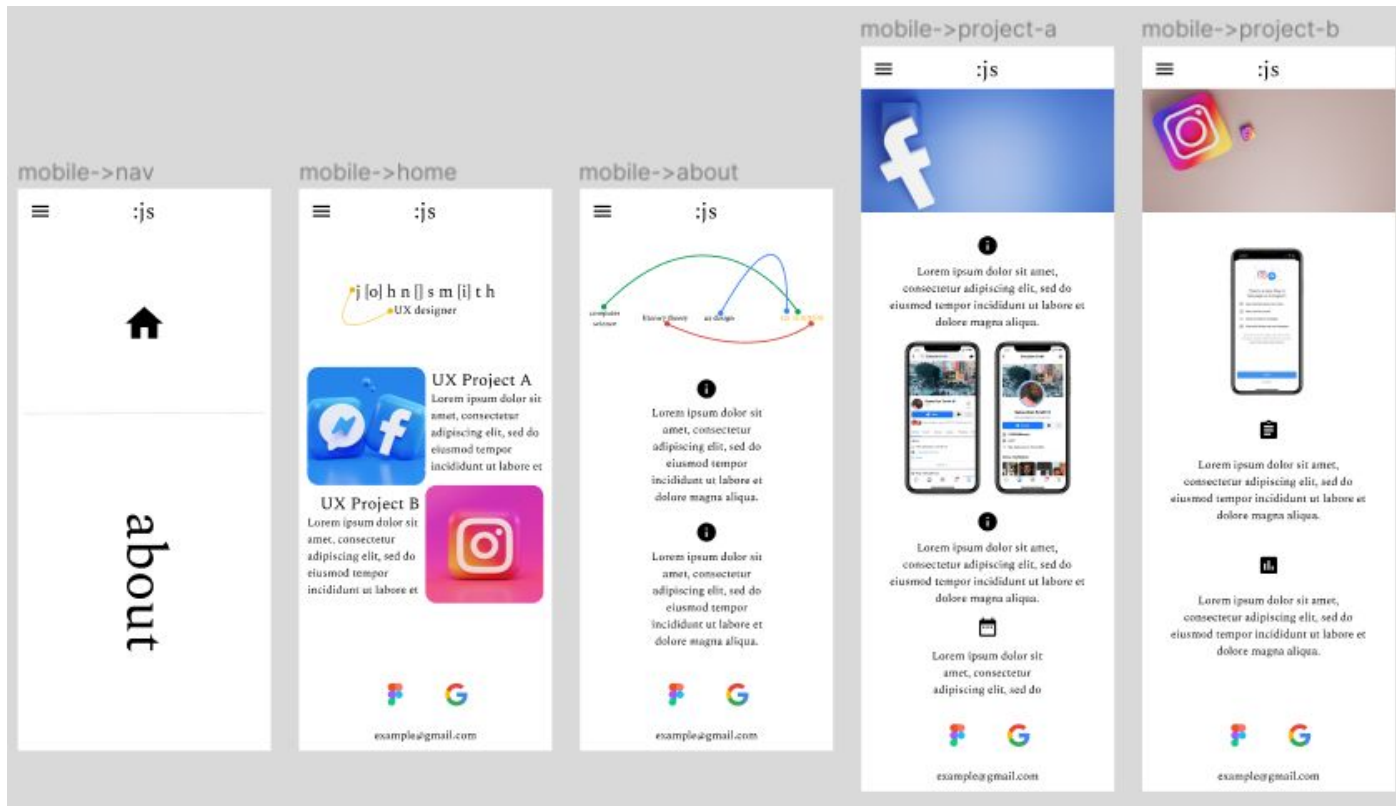 mobile->nav
:js
about
mobile->home
:js
j [o] h n [] s m [i] t h
UX designer
UX Project A
Lorem ipsum dolor sit
amet, consectetur
adipiscing elit, sed do
eiusmod tempor
incididunt ut labore et
UX Project B
Lorem ipsum dolor sit
amet, consectetur
adipiscing elit, sed do
eiusmod tempor
incididunt ut labore et
example@gmail.com
mobile->about
:js
computer
science
literary theory
ux design
Lorem ipsum dolor sit
amet, consectetur
adipiscing elit, sed do
eiusmod tempor
incididunt ut labore et
dolore magna aliqua.
Lorem ipsum dolor sit
amet, consectetur
adipiscing elit, sed do
eiusmod tempor
incididunt ut labore et
dolore magna aliqua.
example@gmail.com
mobile->project-a
:js
Lorem ipsum dolor sit amet,
consectetur adipiscing elit, sed do
eiusmod tempor incididunt ut labore et
dolore magna aliqua.
Lorem ipsum dolor sit amet,
consectetur adipiscing elit, sed do
eiusmod tempor incididunt ut labore et
dolore magna aliqua.
Lorem ipsum dolor sit
amet, consectetur
adipiscing elit, sed do
example@gmail.com
mobile->project-b
:js
Lorem ipsum dolor sit amet,
consectetur adipiscing elit, sed do
eiusmod tempor incididunt ut labore et
dolore magna aliqua.
Lorem ipsum dolor sit amet,
consectetur adipiscing elit, sed do
eiusmod tempor incididunt ut labore et
dolore magna aliqua.
example@gmail.com